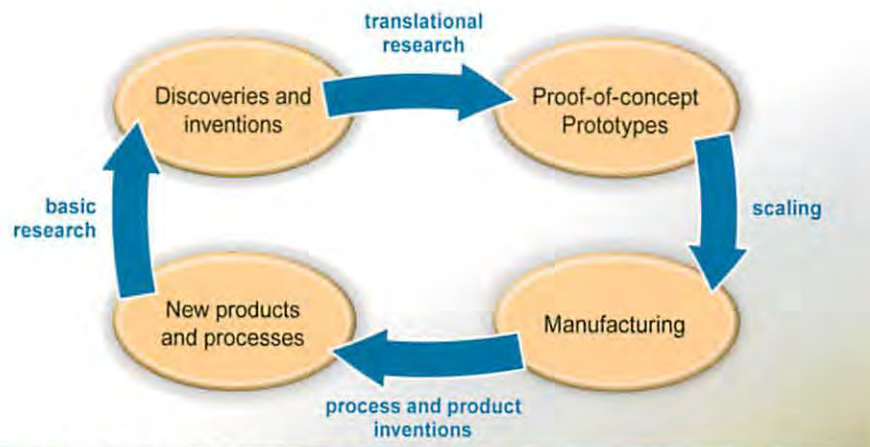 translational
research
Discoveries and
inventions
Proof-of-concept
Prototypes
basic
research
scaling
New products
and processes
Manufacturing
process and product
inventions